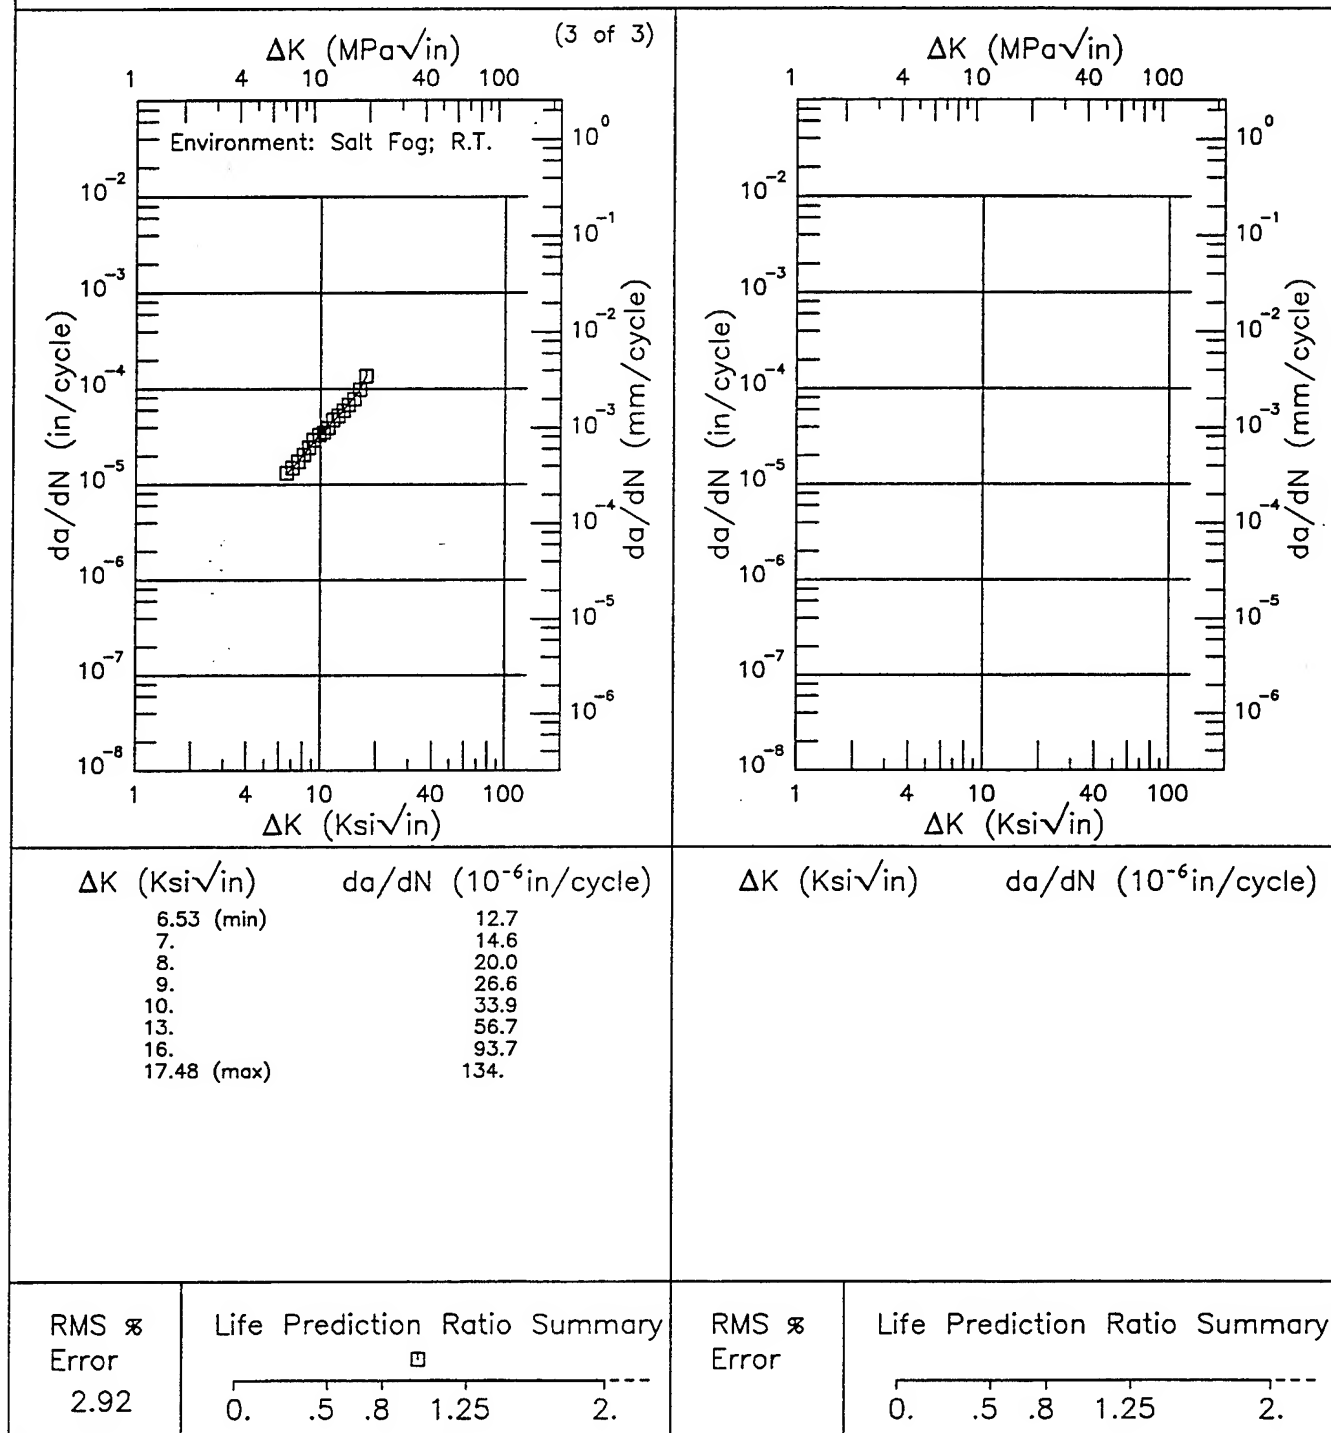 (3 of 3)
ΔK (MPa√in)
1 4 10 40 100
Environment: Salt Fog; R.T.
da/dN (in/cycle)
10⁻²
10⁻³
10⁻⁴
10⁻⁵
10⁻⁶
10⁻⁷
10⁻⁸
10⁰
10⁻¹
10⁻²
10⁻³
10⁻⁴
10⁻⁵
10⁻⁶
da/dN (mm/cycle)
1 4 10 40 100
ΔK (Ksi√in)
ΔK (MPa√in)
1 4 10 40 100
da/dN (in/cycle)
10⁻²
10⁻³
10⁻⁴
10⁻⁵
10⁻⁶
10⁻⁷
10⁻⁸
10⁰
10⁻¹
10⁻²
10⁻³
10⁻⁴
10⁻⁵
10⁻⁶
da/dN (mm/cycle)
1 4 10 40 100
ΔK (Ksi√in)
ΔK (Ksi√in) da/dN (10⁻⁶in/cycle)
6.53 (min) 12.7
7. 14.6
8. 20.0
9. 26.6
10. 33.9
13. 56.7
16. 93.7
17.48 (max) 134.
ΔK (Ksi√in) da/dN (10⁻⁶in/cycle)
RMS %
Error
2.92
Life Prediction Ratio Summary
0. .5 .8 1.25 2.
RMS %
Error
Life Prediction Ratio Summary
0. .5 .8 1.25 2.